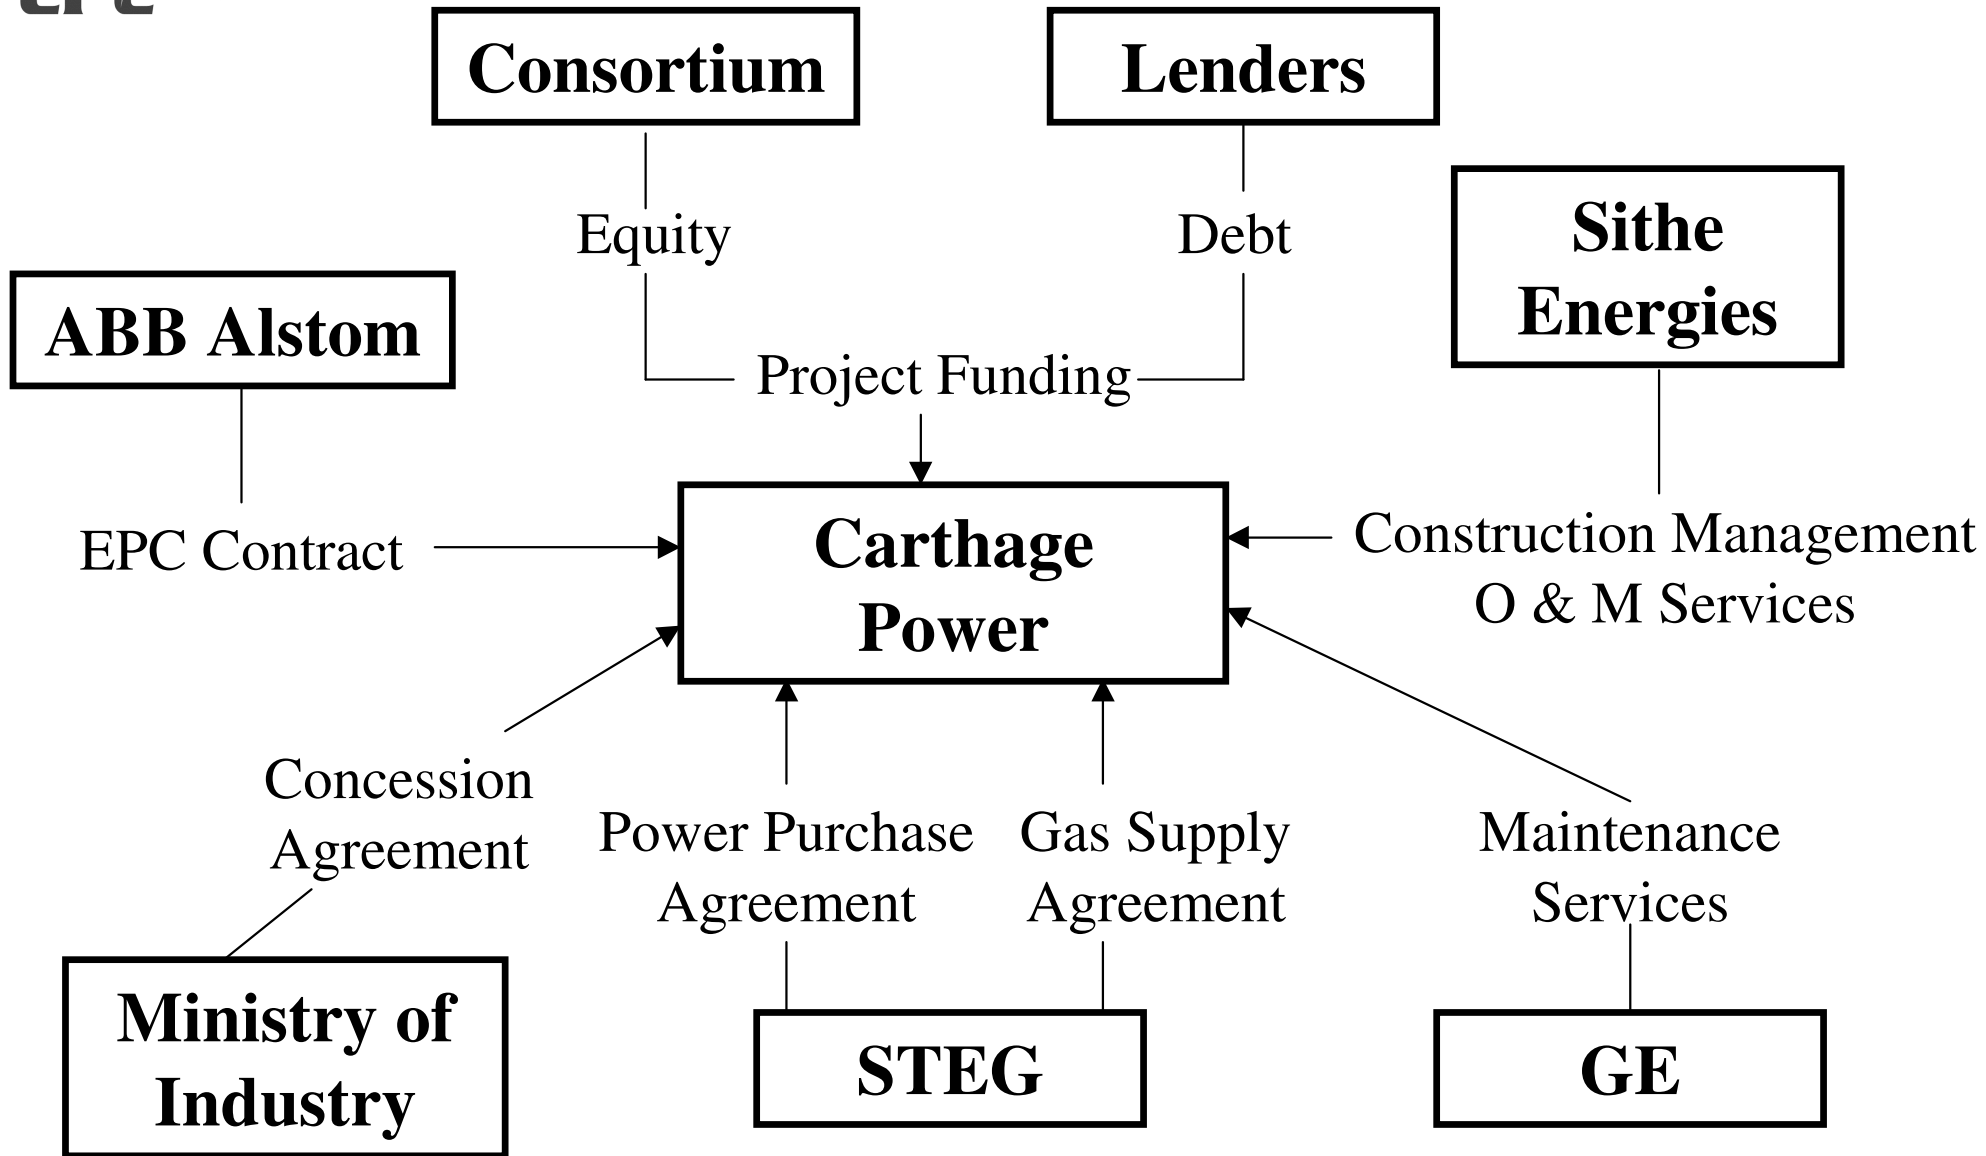 Consortium
Lenders
Sithe
Energies
Equity
Debt
ABB Alstom
Project Funding
EPC Contract
Carthage
Power
Construction Management
O & M Services
Concession
Agreement
Power Purchase
Agreement
Gas Supply
Agreement
Maintenance
Services
Ministry of
Industry
STEG
GE